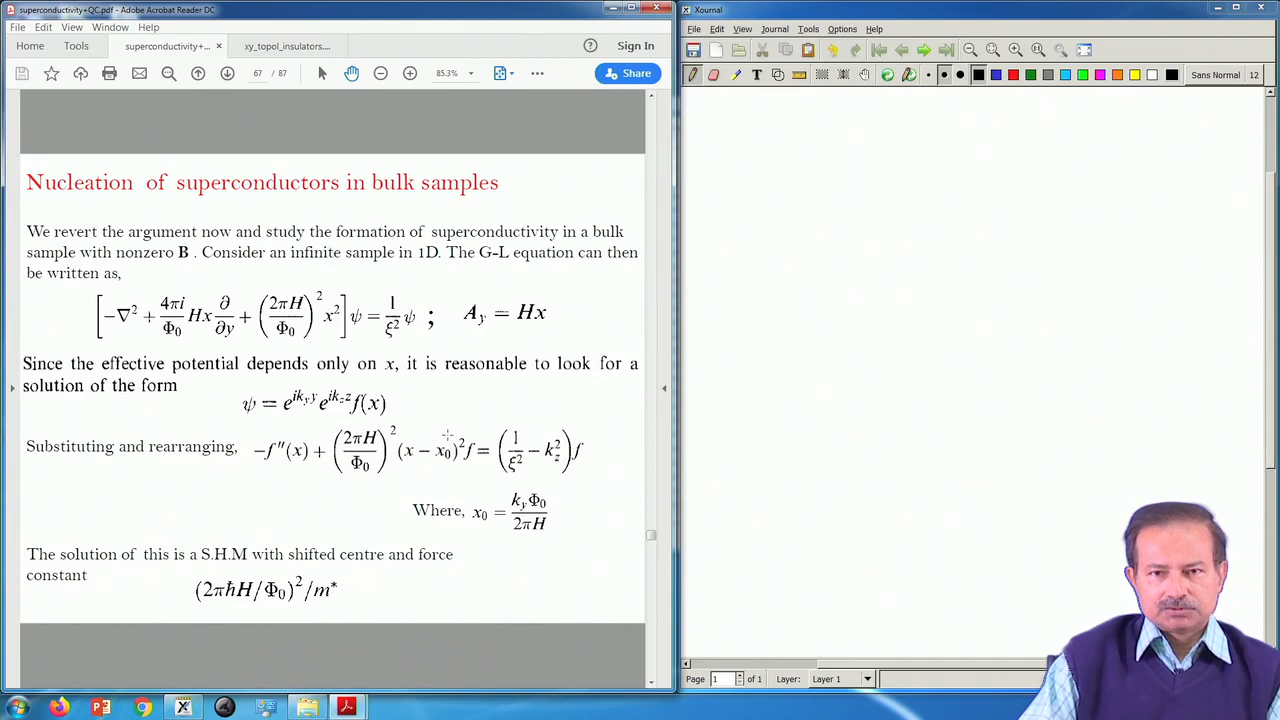 superconductivity+QC.pdf - Adobe Acrobat Reader DC
File Edit View Window Help
Home Tools superconductivity+... × xy_topol_insulators.... Sign In
67 / 87 85.3% Share
Nucleation of superconductors in bulk samples
We revert the argument now and study the formation of superconductivity in a bulk
sample with nonzero B . Consider an infinite sample in 1D. The G-L equation can then
be written as,
[−∇² + 4πi/Φ₀ Hx ∂/∂y + (2πH/Φ₀)² x²] ψ = 1/ξ² ψ ; A_y = Hx
Since the effective potential depends only on x, it is reasonable to look for a
solution of the form
ψ = e^{ik_y y} e^{ik_z z} f(x)
Substituting and rearranging, −f″(x) + (2πH/Φ₀)² (x − x₀)² f = (1/ξ² − k_z²) f
Where, x₀ = k_yΦ₀/2πH
The solution of this is a S.H.M with shifted centre and force
constant
(2πħH/Φ₀)²/m*
Xournal
File Edit View Journal Tools Options Help
Sans Normal 12
Page 1 of 1 Layer: Layer 1